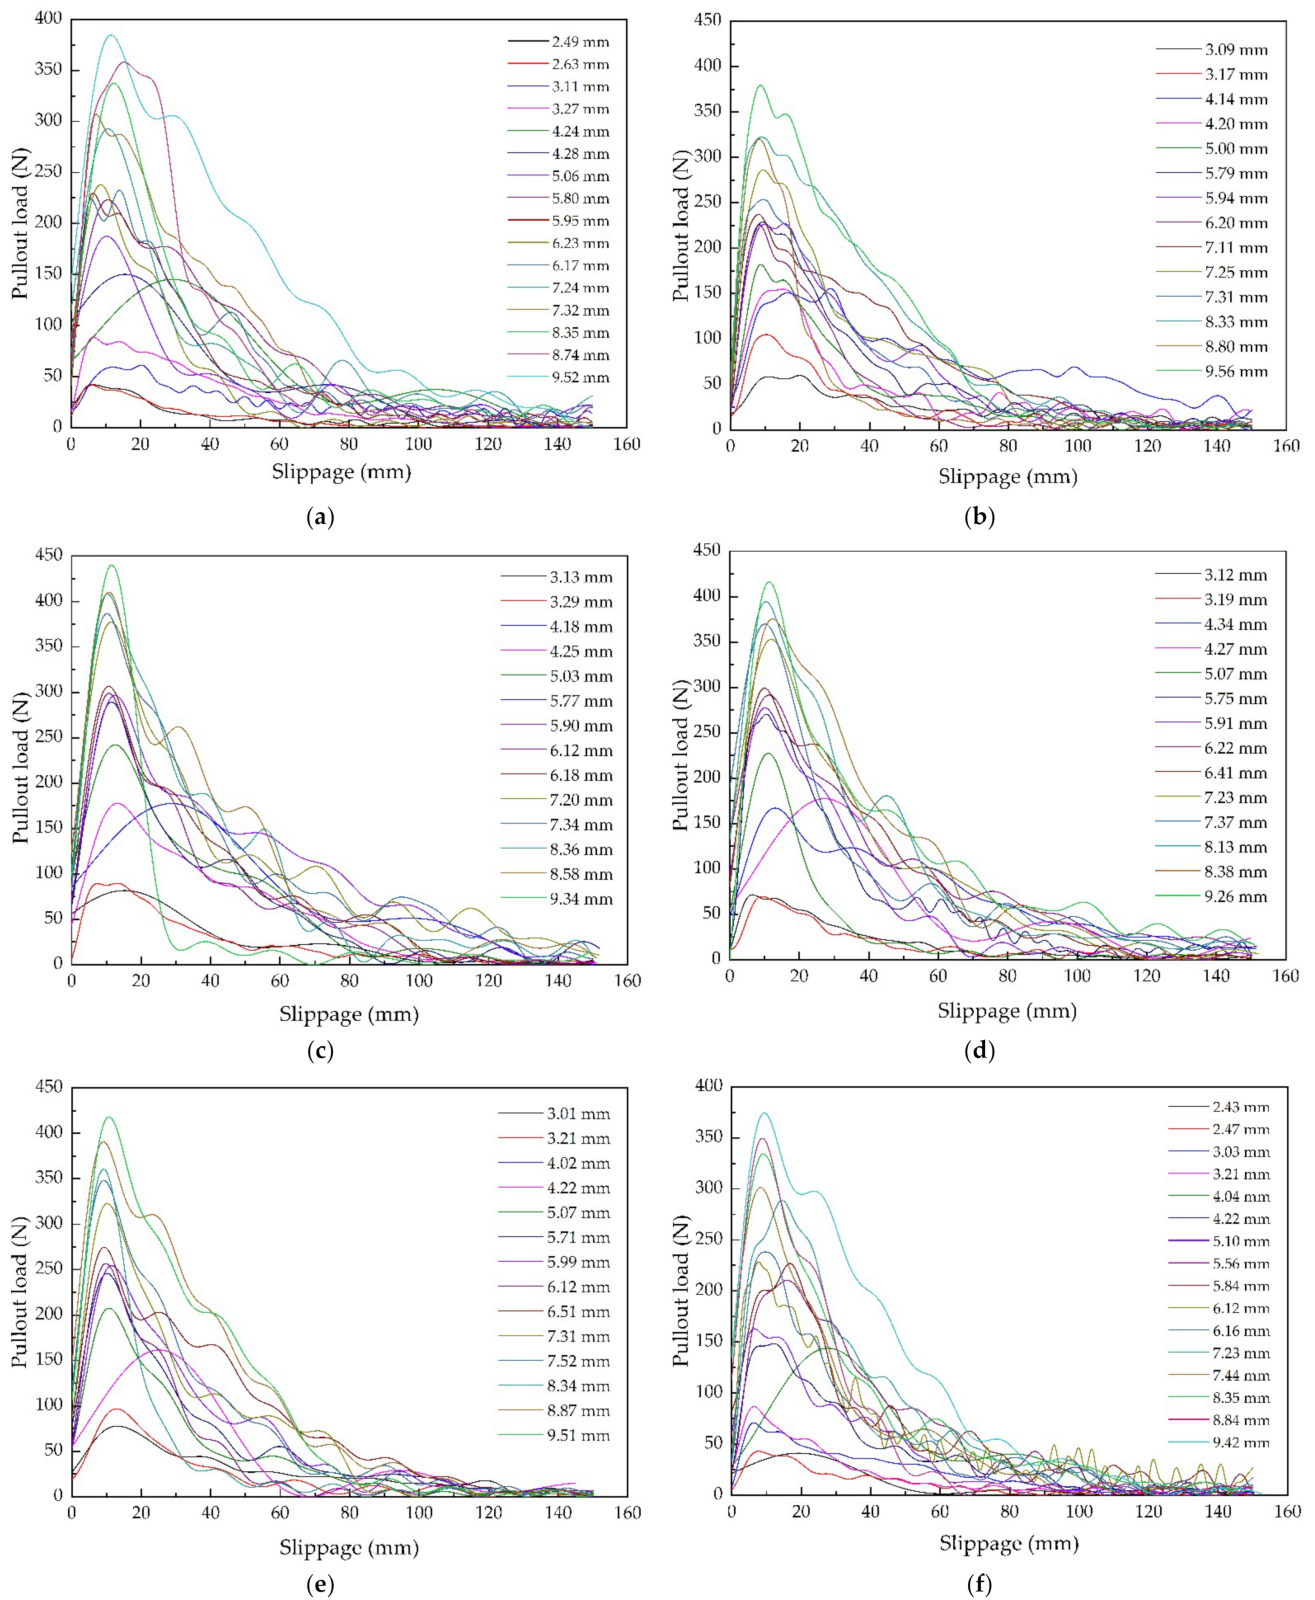 400
350
300
250
200
150
100
50
0
Pullout load (N)
2.49 mm
2.63 mm
3.11 mm
3.27 mm
4.24 mm
4.28 mm
5.06 mm
5.80 mm
5.95 mm
6.23 mm
6.17 mm
7.24 mm
7.32 mm
8.35 mm
8.74 mm
9.52 mm
0 20 40 60 80 100 120 140 160
Slippage (mm)
(a)
450
400
350
300
250
200
150
100
50
0
Pullout load (N)
3.09 mm
3.17 mm
4.14 mm
4.20 mm
5.00 mm
5.79 mm
5.94 mm
6.20 mm
7.11 mm
7.25 mm
7.31 mm
8.33 mm
8.80 mm
9.56 mm
0 20 40 60 80 100 120 140 160
Slippage (mm)
(b)
450
400
350
300
250
200
150
100
50
0
Pullout load (N)
3.13 mm
3.29 mm
4.18 mm
4.25 mm
5.03 mm
5.77 mm
5.90 mm
6.12 mm
6.18 mm
7.20 mm
7.34 mm
8.36 mm
8.58 mm
9.34 mm
0 20 40 60 80 100 120 140 160
Slippage (mm)
(c)
450
400
350
300
250
200
150
100
50
0
Pullout load (N)
3.12 mm
3.19 mm
4.34 mm
4.27 mm
5.07 mm
5.75 mm
5.91 mm
6.22 mm
6.41 mm
7.23 mm
7.37 mm
8.13 mm
8.38 mm
9.26 mm
0 20 40 60 80 100 120 140 160
Slippage (mm)
(d)
450
400
350
300
250
200
150
100
50
0
Pullout load (N)
3.01 mm
3.21 mm
4.02 mm
4.22 mm
5.07 mm
5.71 mm
5.99 mm
6.12 mm
6.51 mm
7.31 mm
7.52 mm
8.34 mm
8.87 mm
9.51 mm
0 20 40 60 80 100 120 140 160
Slippage (mm)
(e)
400
350
300
250
200
150
100
50
0
Pullout load (N)
2.43 mm
2.47 mm
3.03 mm
3.21 mm
4.04 mm
4.22 mm
5.10 mm
5.56 mm
5.84 mm
6.12 mm
6.16 mm
7.23 mm
7.44 mm
8.35 mm
8.84 mm
9.42 mm
0 20 40 60 80 100 120 140 160
Slippage (mm)
(f)